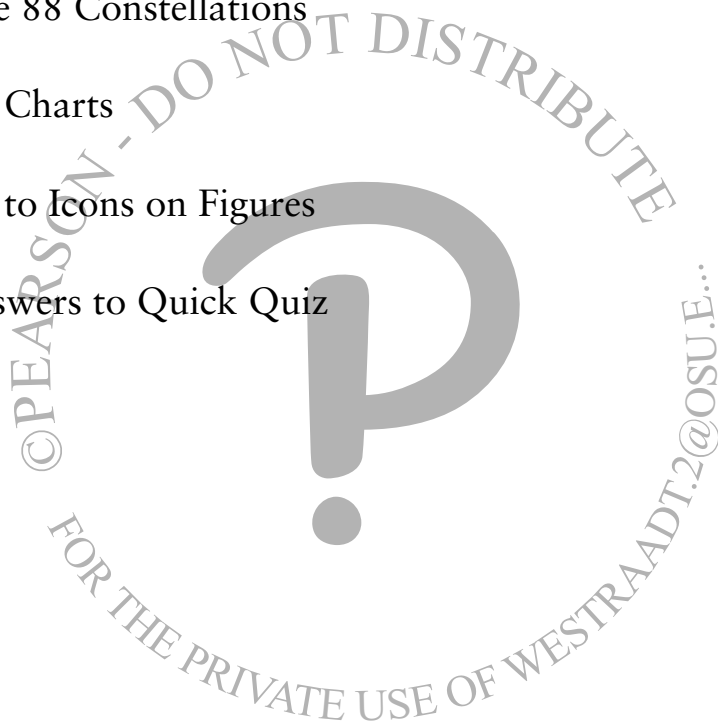 e 88 Constellations
Charts
to Icons on Figures
swers to Quick Quiz
©PEARSON - DO NOT DISTRIBUTE
FOR THE PRIVATE USE OF WESTRAADT.2@OSU.E...